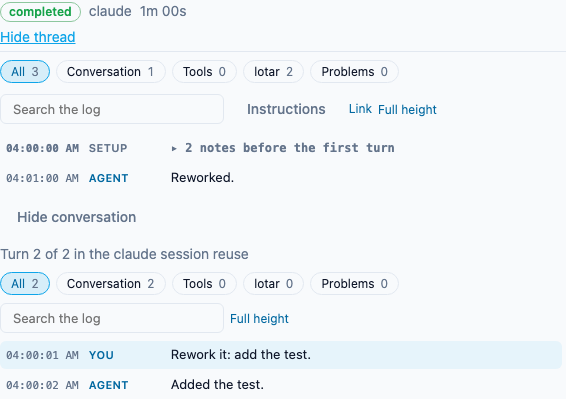 completed claude 1m 00s
Hide thread
All 3 Conversation 1 Tools 0 Iotar 2 Problems 0
Search the log Instructions Link Full height
04:00:00 AM SETUP ▸ 2 notes before the first turn
04:01:00 AM AGENT Reworked.
Hide conversation
Turn 2 of 2 in the claude session reuse
All 2 Conversation 2 Tools 0 Iotar 0 Problems 0
Search the log Full height
04:00:01 AM YOU Rework it: add the test.
04:00:02 AM AGENT Added the test.